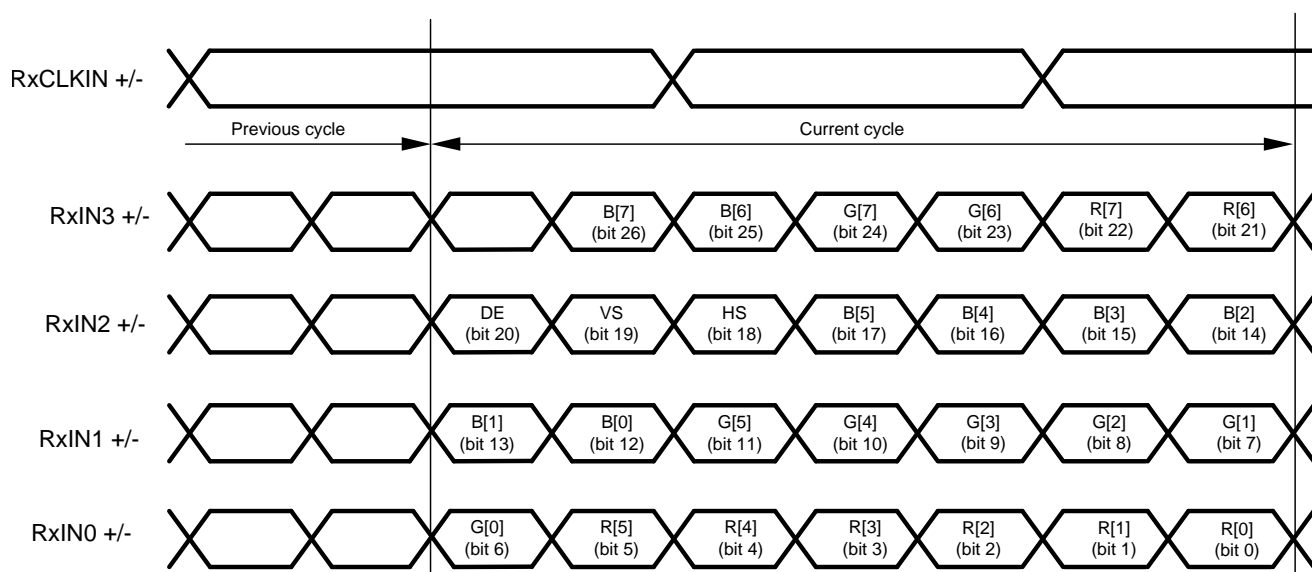 RxCLKIN +/-
Previous cycle
Current cycle
RxIN3 +/-
B[7]
(bit 26)
B[6]
(bit 25)
G[7]
(bit 24)
G[6]
(bit 23)
R[7]
(bit 22)
R[6]
(bit 21)
RxIN2 +/-
DE
(bit 20)
VS
(bit 19)
HS
(bit 18)
B[5]
(bit 17)
B[4]
(bit 16)
B[3]
(bit 15)
B[2]
(bit 14)
RxIN1 +/-
B[1]
(bit 13)
B[0]
(bit 12)
G[5]
(bit 11)
G[4]
(bit 10)
G[3]
(bit 9)
G[2]
(bit 8)
G[1]
(bit 7)
RxIN0 +/-
G[0]
(bit 6)
R[5]
(bit 5)
R[4]
(bit 4)
R[3]
(bit 3)
R[2]
(bit 2)
R[1]
(bit 1)
R[0]
(bit 0)